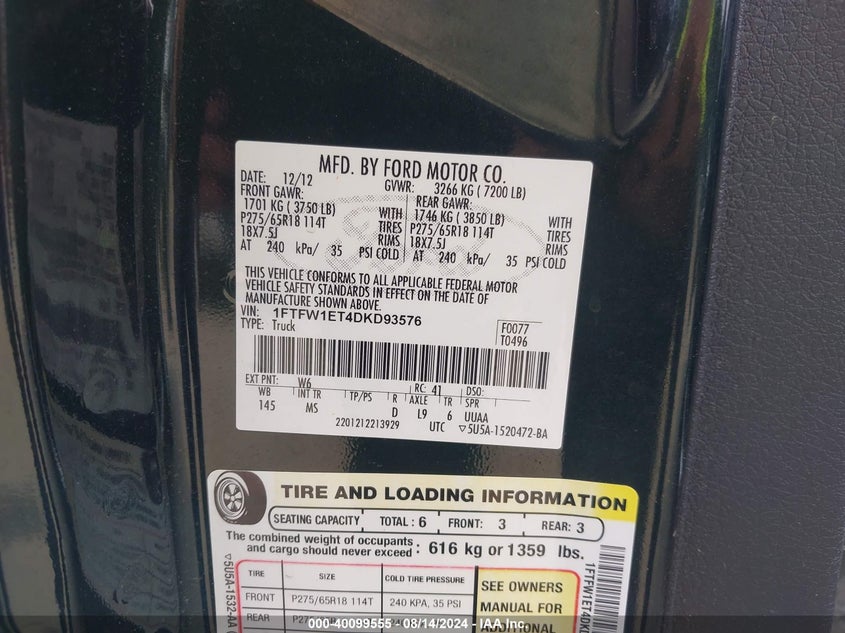 MFD. BY FORD MOTOR CO.
DATE: 12/12 GVWR: 3266 KG ( 7200 LB)
FRONT GAWR: REAR GAWR:
1701 KG ( 3750 LB) WITH 1746 KG ( 3850 LB) WITH
P275/65R18 114T TIRES P275/65R18 114T TIRES
18X7.5J RIMS 18X7.5J RIMS
AT 240 kPa/ 35 PSI COLD AT 240 kPa/ 35 PSI COLD
THIS VEHICLE CONFORMS TO ALL APPLICABLE FEDERAL MOTOR
VEHICLE SAFETY STANDARDS IN EFFECT ON THE DATE OF
MANUFACTURE SHOWN ABOVE.
VIN: 1FTFW1ET4DKD93576
TYPE: Truck
F0077
T0496
EXT PNT: W6 RC: 41 DSO:
WB INT TR TP/PS R AXLE TR SPR
145 MS D L9 6 UUAA
2201212213929 UTC ▽5U5A-1520472-BA
TIRE AND LOADING INFORMATION
SEATING CAPACITY TOTAL : 6 FRONT: 3 REAR: 3
The combined weight of occupants
and cargo should never exceed : 616 kg or 1359 lbs.
TIRE SIZE COLD TIRE PRESSURE
FRONT P275/65R18 114T 240 KPA, 35 PSI
REAR
SEE OWNERS
MANUAL FOR
ADDITIONAL
▽5U5A-1532-AA
1FTFW1ET4DK
000-40099555 - 08/14/2024 - IAA Inc.